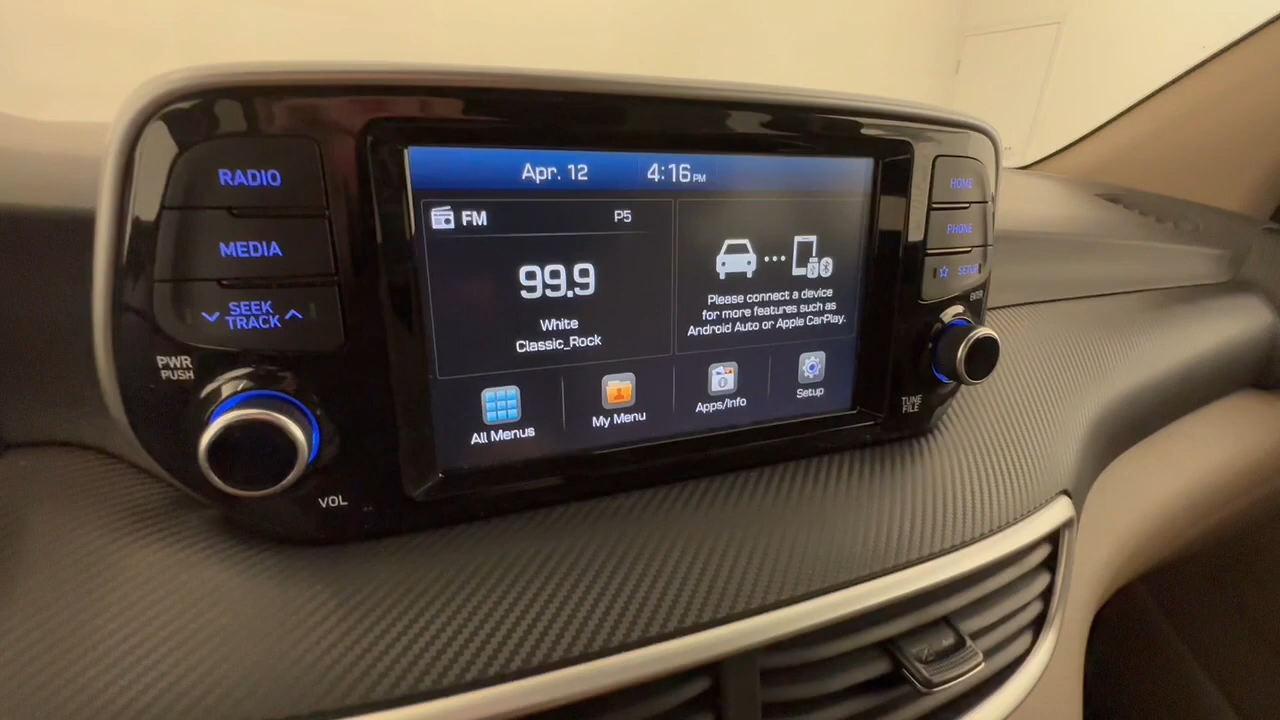 RADIO
MEDIA
SEEK
TRACK
PWR
PUSH
VOL
Apr. 12
4:16 PM
FM
P5
99.9
White
Classic_Rock
Please connect a device
for more features such as
Android Auto or Apple CarPlay.
All Menus
My Menu
Apps/Info
Setup
HOME
PHONE
SETUP
ENTER
TUNE
FILE